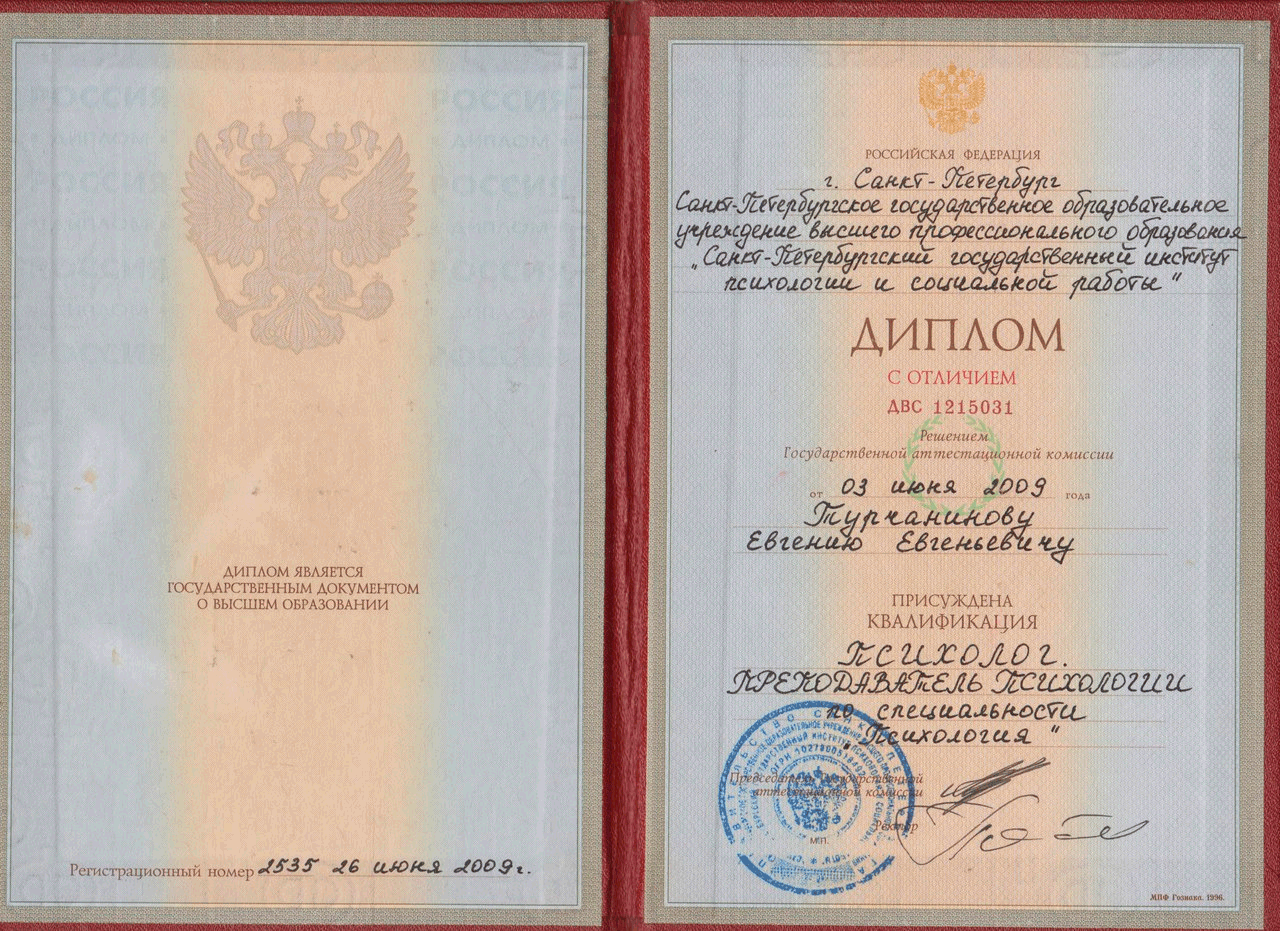 ДИПЛОМ ЯВЛЯЕТСЯ
ГОСУДАРСТВЕННЫМ ДОКУМЕНТОМ
О ВЫСШЕМ ОБРАЗОВАНИИ
Регистрационный номер 2535 26 июня 2009г.
РОССИЙСКАЯ ФЕДЕРАЦИЯ
г. Санкт-Петербург
Санкт-Петербургское государственное образовательное
учреждение высшего профессионального образования
„Санкт-Петербургский государственный институт
психологии и социальной работы"
ДИПЛОМ
С ОТЛИЧИЕМ
ДВС 1215031
Решением
Государственной аттестационной комиссии
от 03 июня 2009 года
Турчанинову
Евгению Евгеньевичу
ПРИСУЖДЕНА
КВАЛИФИКАЦИЯ
ПСИХОЛОГ.
ПРЕПОДАВАТЕЛЬ ПСИХОЛОГИИ
по специальности
„Психология"
Председатель Государственной
аттестационной комиссии
Ректор
М.П.
МПФ Гознака. 1996.